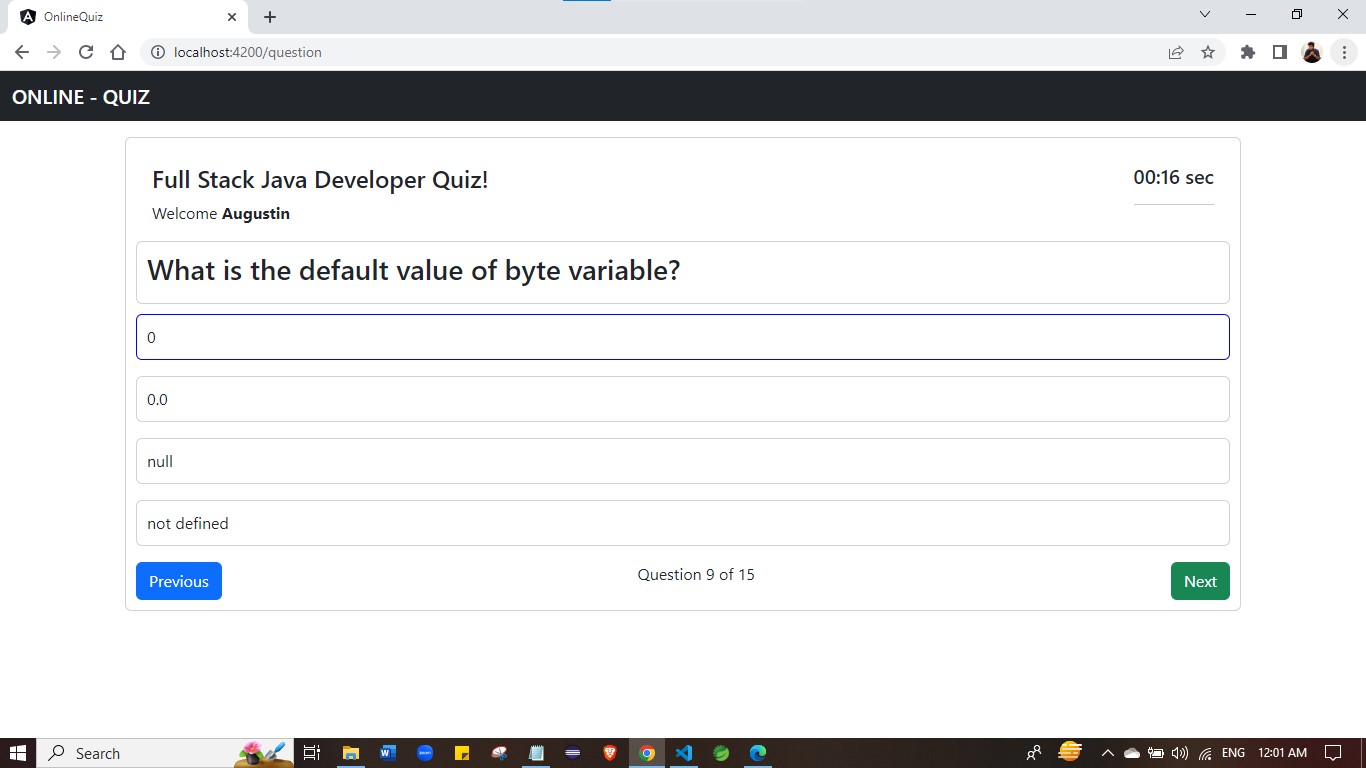 OnlineQuiz
localhost:4200/question
ONLINE - QUIZ
Full Stack Java Developer Quiz!
00:16 sec
Welcome Augustin
What is the default value of byte variable?
0
0.0
null
not defined
Previous
Question 9 of 15
Next
Search
ENG
12:01 AM